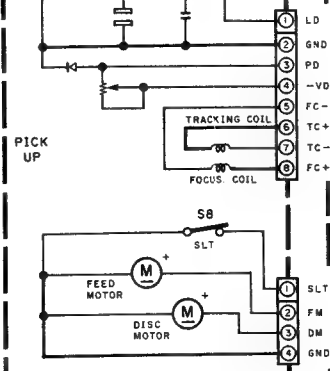 1 LD
2 GND
3 PD
4 -VD
5 FC-
TRACKING COIL
6 TC+
7 TC-
8 FC+
PICK
UP
FOCUS COIL
S8
SLT
M +
FEED
MOTOR
M +
DISC
MOTOR
1 SLT
2 FM
3 DM
4 GND